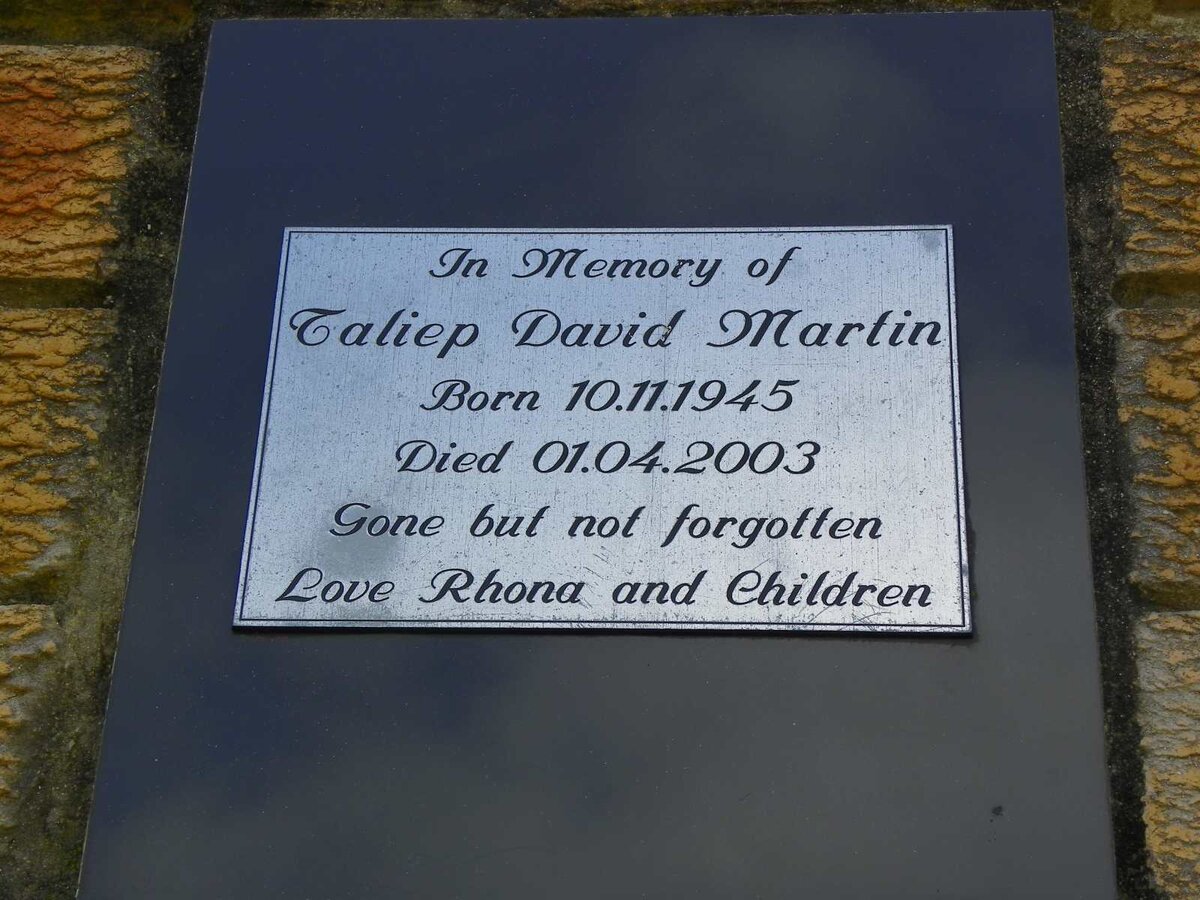 In Memory of
Taliep David Martin
Born 10.11.1945
Died 01.04.2003
Gone but not forgotten
Love Rhona and Children